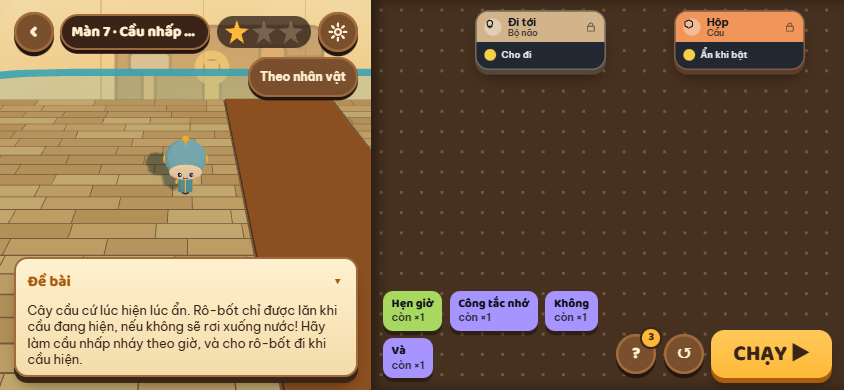 Màn 7 · Cầu nhấp ...
Theo nhân vật
Đề bài
Cây cầu cứ lúc hiện lúc ẩn. Rô-bốt chỉ được lăn khi
cầu đang hiện, nếu không sẽ rơi xuống nước! Hãy
làm cầu nhấp nháy theo giờ, và cho rô-bốt đi khi
cầu hiện.
Đi tới
Bộ não
Cho đi
Hộp
Cầu
Ẩn khi bật
Hẹn giờ
còn ×1
Công tắc nhớ
còn ×1
Không
còn ×1
Và
còn ×1
?
3
CHẠY